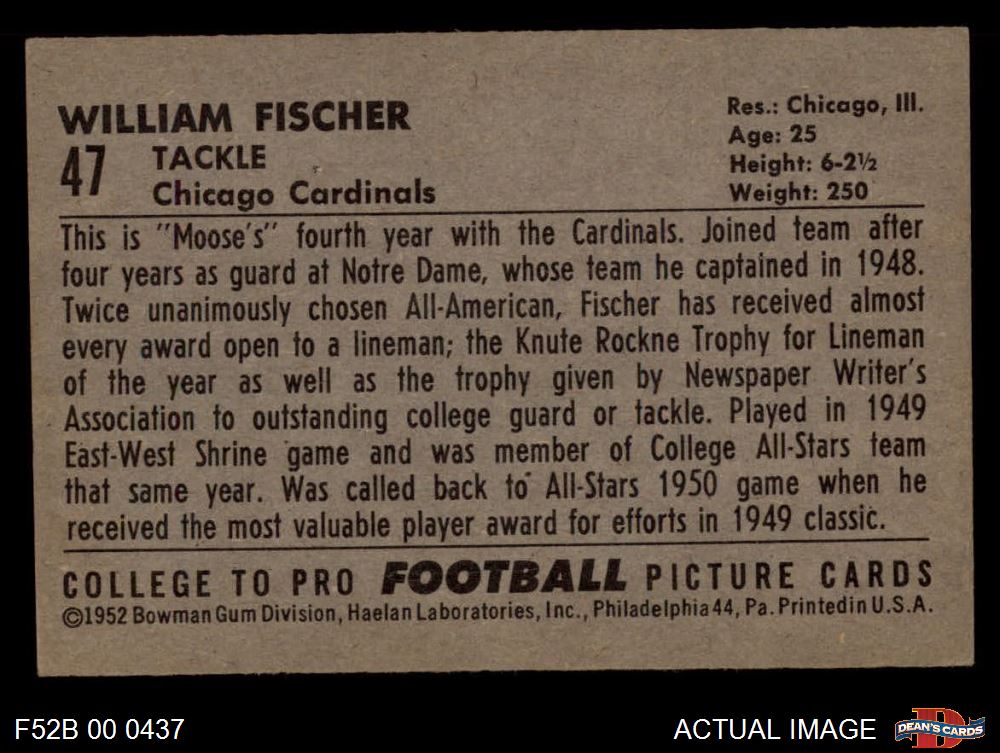 WILLIAM FISCHER
47 TACKLE
Chicago Cardinals
Res.: Chicago, Ill.
Age: 25
Height: 6-2½
Weight: 250
This is "Moose's" fourth year with the Cardinals. Joined team after
four years as guard at Notre Dame, whose team he captained in 1948.
Twice unanimously chosen All-American, Fischer has received almost
every award open to a lineman; the Knute Rockne Trophy for Lineman
of the year as well as the trophy given by Newspaper Writer's
Association to outstanding college guard or tackle. Played in 1949
East-West Shrine game and was member of College All-Stars team
that same year. Was called back to All-Stars 1950 game when he
received the most valuable player award for efforts in 1949 classic.
COLLEGE TO PRO FOOTBALL PICTURE CARDS
©1952 Bowman Gum Division, Haelan Laboratories, Inc., Philadelphia 44, Pa. Printed in U.S.A.
F52B 00 0437
ACTUAL IMAGE
D
DEAN'S CARDS